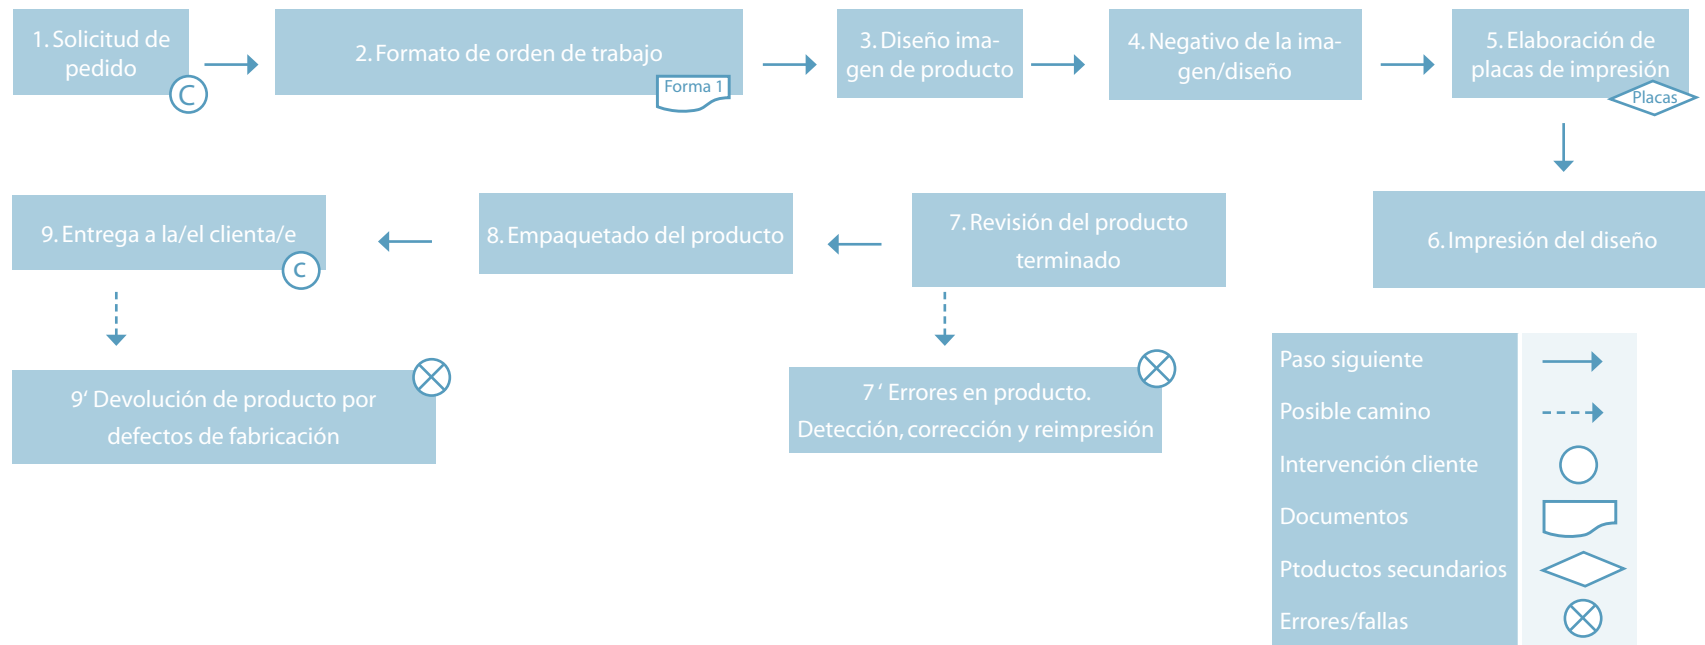 1. Solicitud de
pedido
C
2. Formato de orden de trabajo
Forma 1
3. Diseño ima-
gen de producto
4. Negativo de la ima-
gen/diseño
5. Elaboración de
placas de impresión
Placas
9. Entrega a la/el clienta/e
C
8. Empaquetado del producto
7. Revisión del producto
terminado
6. Impresión del diseño
9‘ Devolución de producto por
defectos de fabricación
7 ‘ Errores en producto.
Detección, corrección y reimpresión
Paso siguiente
Posible camino
Intervención cliente
Documentos
Ptoductos secundarios
Errores/fallas